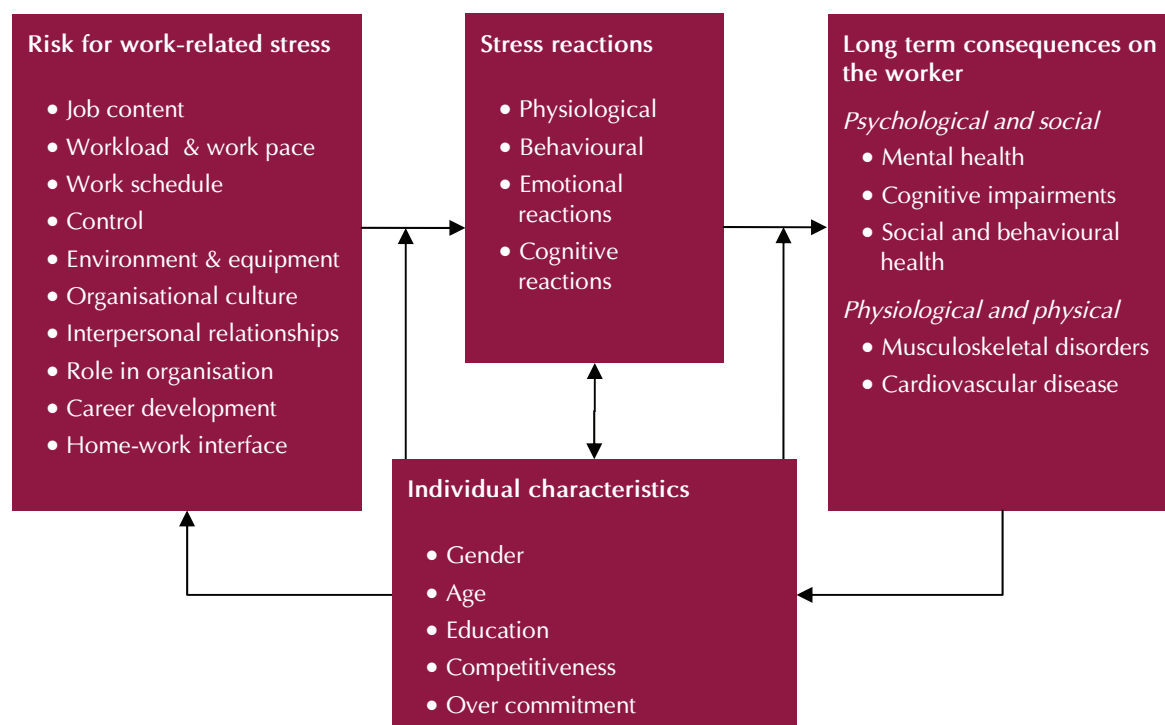 Risk for work-related stress
• Job content
• Workload & work pace
• Work schedule
• Control
• Environment & equipment
• Organisational culture
• Interpersonal relationships
• Role in organisation
• Career development
• Home-work interface
Stress reactions
• Physiological
• Behavioural
• Emotional
reactions
• Cognitive
reactions
Long term consequences on
the worker
Psychological and social
• Mental health
• Cognitive impairments
• Social and behavioural
health
Physiological and physical
• Musculoskeletal disorders
• Cardiovascular disease
Individual characteristics
• Gender
• Age
• Education
• Competitiveness
• Over commitment